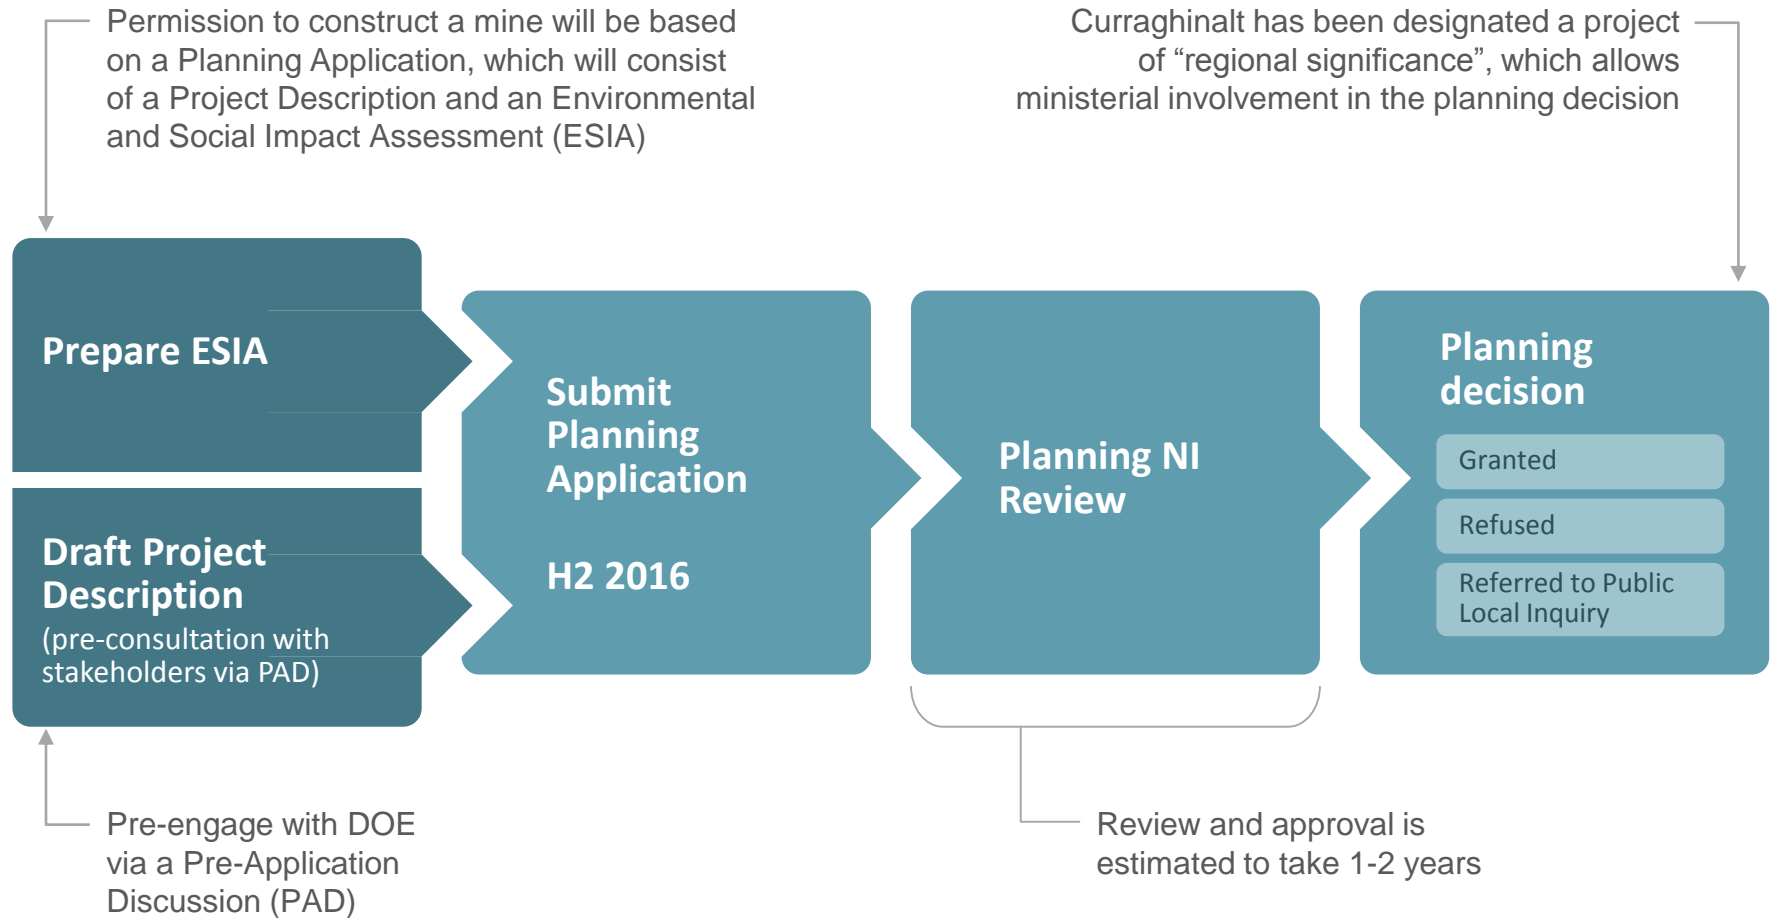 Permission to construct a mine will be based
on a Planning Application, which will consist
of a Project Description and an Environmental
and Social Impact Assessment (ESIA)
Curraghinalt has been designated a project
of “regional significance”, which allows
ministerial involvement in the planning decision
Prepare ESIA
Draft Project
Description
(pre-consultation with
stakeholders via PAD)
Submit
Planning
Application
H2 2016
Planning NI
Review
Planning
decision
Granted
Refused
Referred to Public
Local Inquiry
Pre-engage with DOE
via a Pre-Application
Discussion (PAD)
Review and approval is
estimated to take 1-2 years